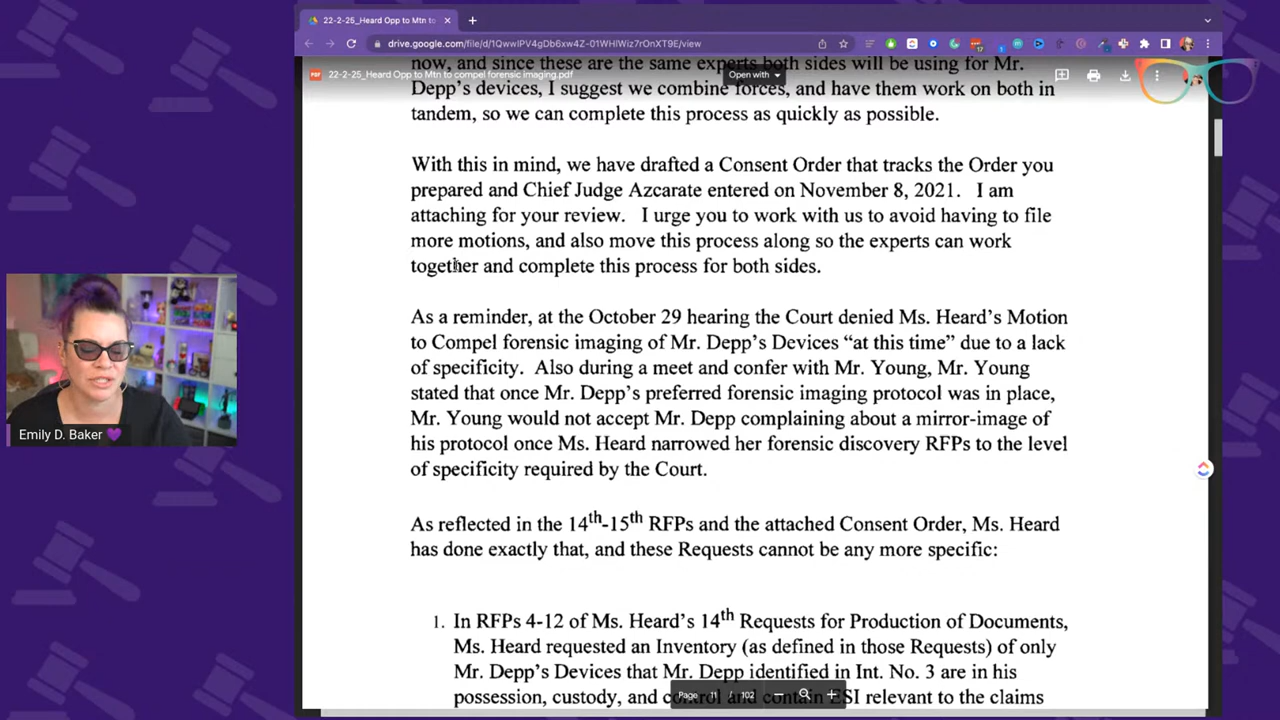 22-2-25_Heard Opp to Mtn to
drive.google.com/file/d/1QwwlPV4gDb6xw4Z-01WHlWiz7rOnXT9E/view
now, and since these are the same experts both sides will be using for Mr.
22-2-25_Heard Opp to Mtn to compel forensic imaging.pdf
Open with
Depp's devices, I suggest we combine forces, and have them work on both in
tandem, so we can complete this process as quickly as possible.
With this in mind, we have drafted a Consent Order that tracks the Order you
prepared and Chief Judge Azcarate entered on November 8, 2021. I am
attaching for your review. I urge you to work with us to avoid having to file
more motions, and also move this process along so the experts can work
together and complete this process for both sides.
As a reminder, at the October 29 hearing the Court denied Ms. Heard's Motion
to Compel forensic imaging of Mr. Depp's Devices “at this time” due to a lack
of specificity. Also during a meet and confer with Mr. Young, Mr. Young
stated that once Mr. Depp's preferred forensic imaging protocol was in place,
Mr. Young would not accept Mr. Depp complaining about a mirror-image of
his protocol once Ms. Heard narrowed her forensic discovery RFPs to the level
of specificity required by the Court.
As reflected in the 14th-15th RFPs and the attached Consent Order, Ms. Heard
has done exactly that, and these Requests cannot be any more specific:
1. In RFPs 4-12 of Ms. Heard's 14th Requests for Production of Documents,
Ms. Heard requested an Inventory (as defined in those Requests) of only
Mr. Depp's Devices that Mr. Depp identified in Int. No. 3 are in his
possession, custody, and control and contain ESI relevant to the claims
Page 11 / 102
Emily D. Baker 💜